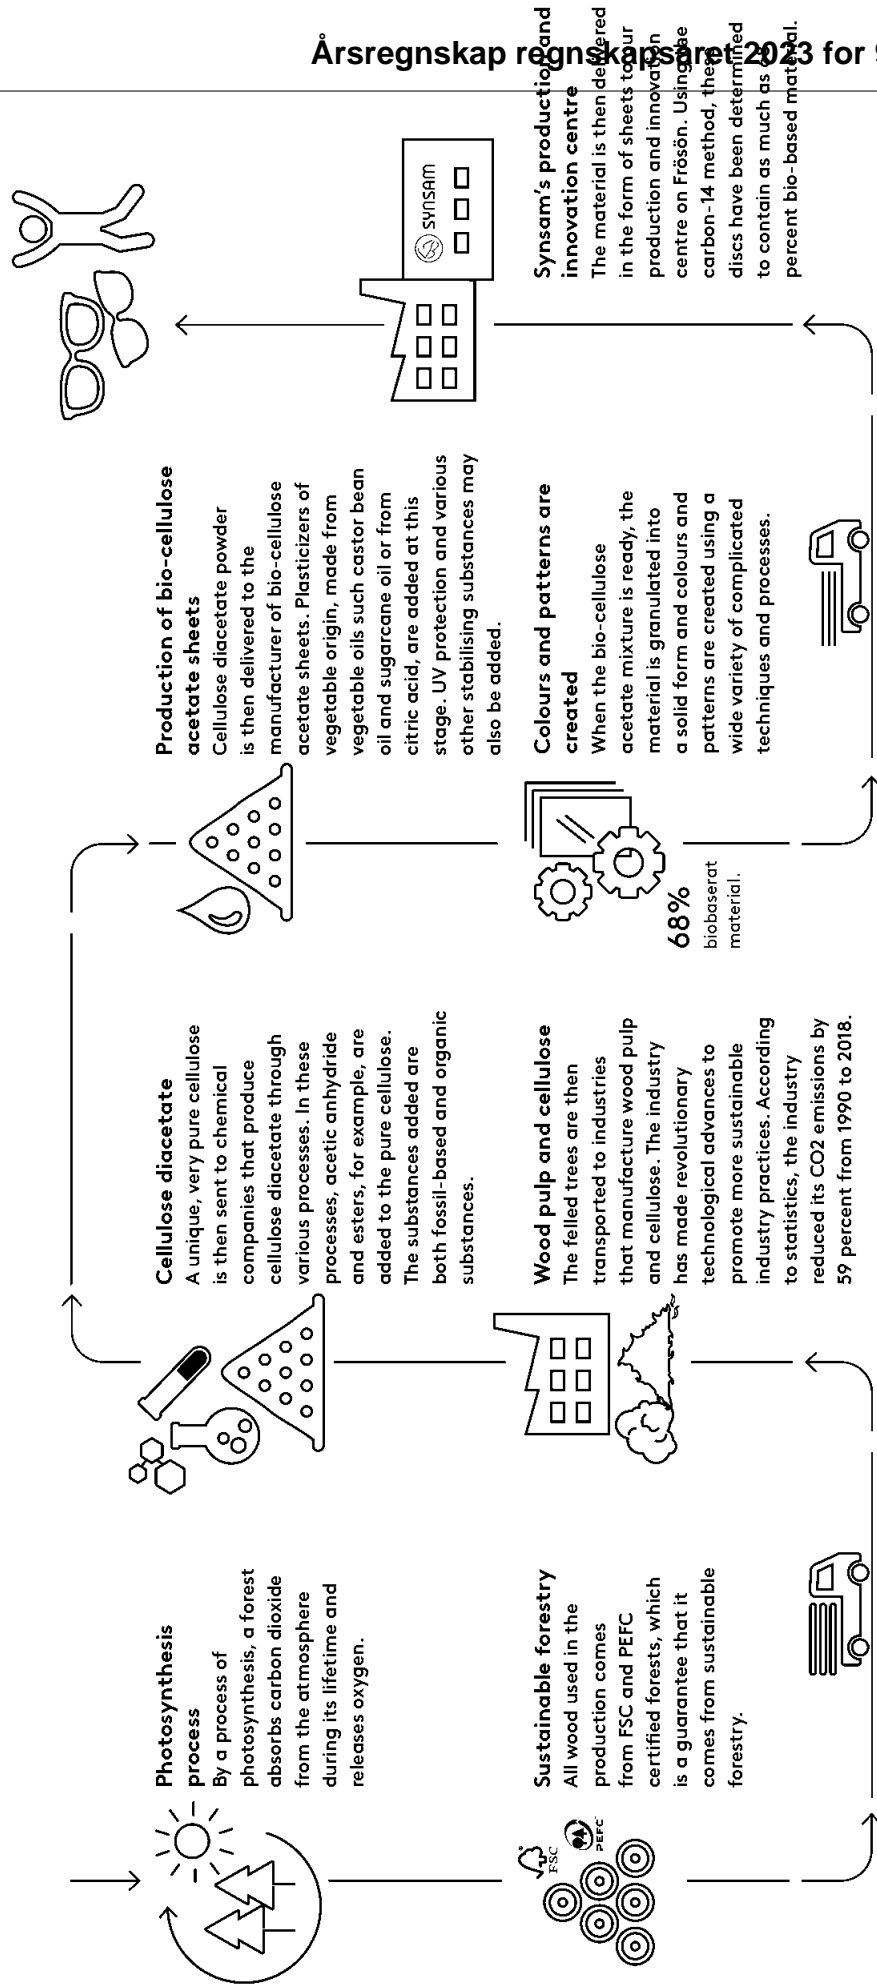 Årsregnskap regnskapsåret 2023 for
Photosynthesis
process
By a process of
photosynthesis, a forest
absorbs carbon dioxide
from the atmosphere
during its lifetime and
releases oxygen.
FSC
PEFC
Sustainable forestry
All wood used in the
production comes
from FSC and PEFC
certified forests, which
is a guarantee that it
comes from sustainable
forestry.
Wood pulp and cellulose
The felled trees are then
transported to industries
that manufacture wood pulp
and cellulose. The industry
has made revolutionary
technological advances to
promote more sustainable
industry practices. According
to statistics, the industry
reduced its CO2 emissions by
59 percent from 1990 to 2018.
Cellulose diacetate
A unique, very pure cellulose
is then sent to chemical
companies that produce
cellulose diacetate through
various processes. In these
processes, acetic anhydride
and esters, for example, are
added to the pure cellulose.
The substances added are
both fossil-based and organic
substances.
Production of bio-cellulose
acetate sheets
Cellulose diacetate powder
is then delivered to the
manufacturer of bio-cellulose
acetate sheets. Plasticizers of
vegetable origin, made from
vegetable oils such castor bean
oil and sugarcane oil or from
citric acid, are added at this
stage. UV protection and various
other stabilising substances may
also be added.
68%
biobaserat
material.
Colours and patterns are
created
When the bio-cellulose
acetate mixture is ready, the
material is granulated into
a solid form and colours and
patterns are created using a
wide variety of complicated
techniques and processes.
SYNSAM
Synsam's production and
innovation centre
The material is then delivered
in the form of sheets to our
production and innovation
centre on Frösön. Using the
carbon-14 method, these
discs have been determined
to contain as much as
percent bio-based material.